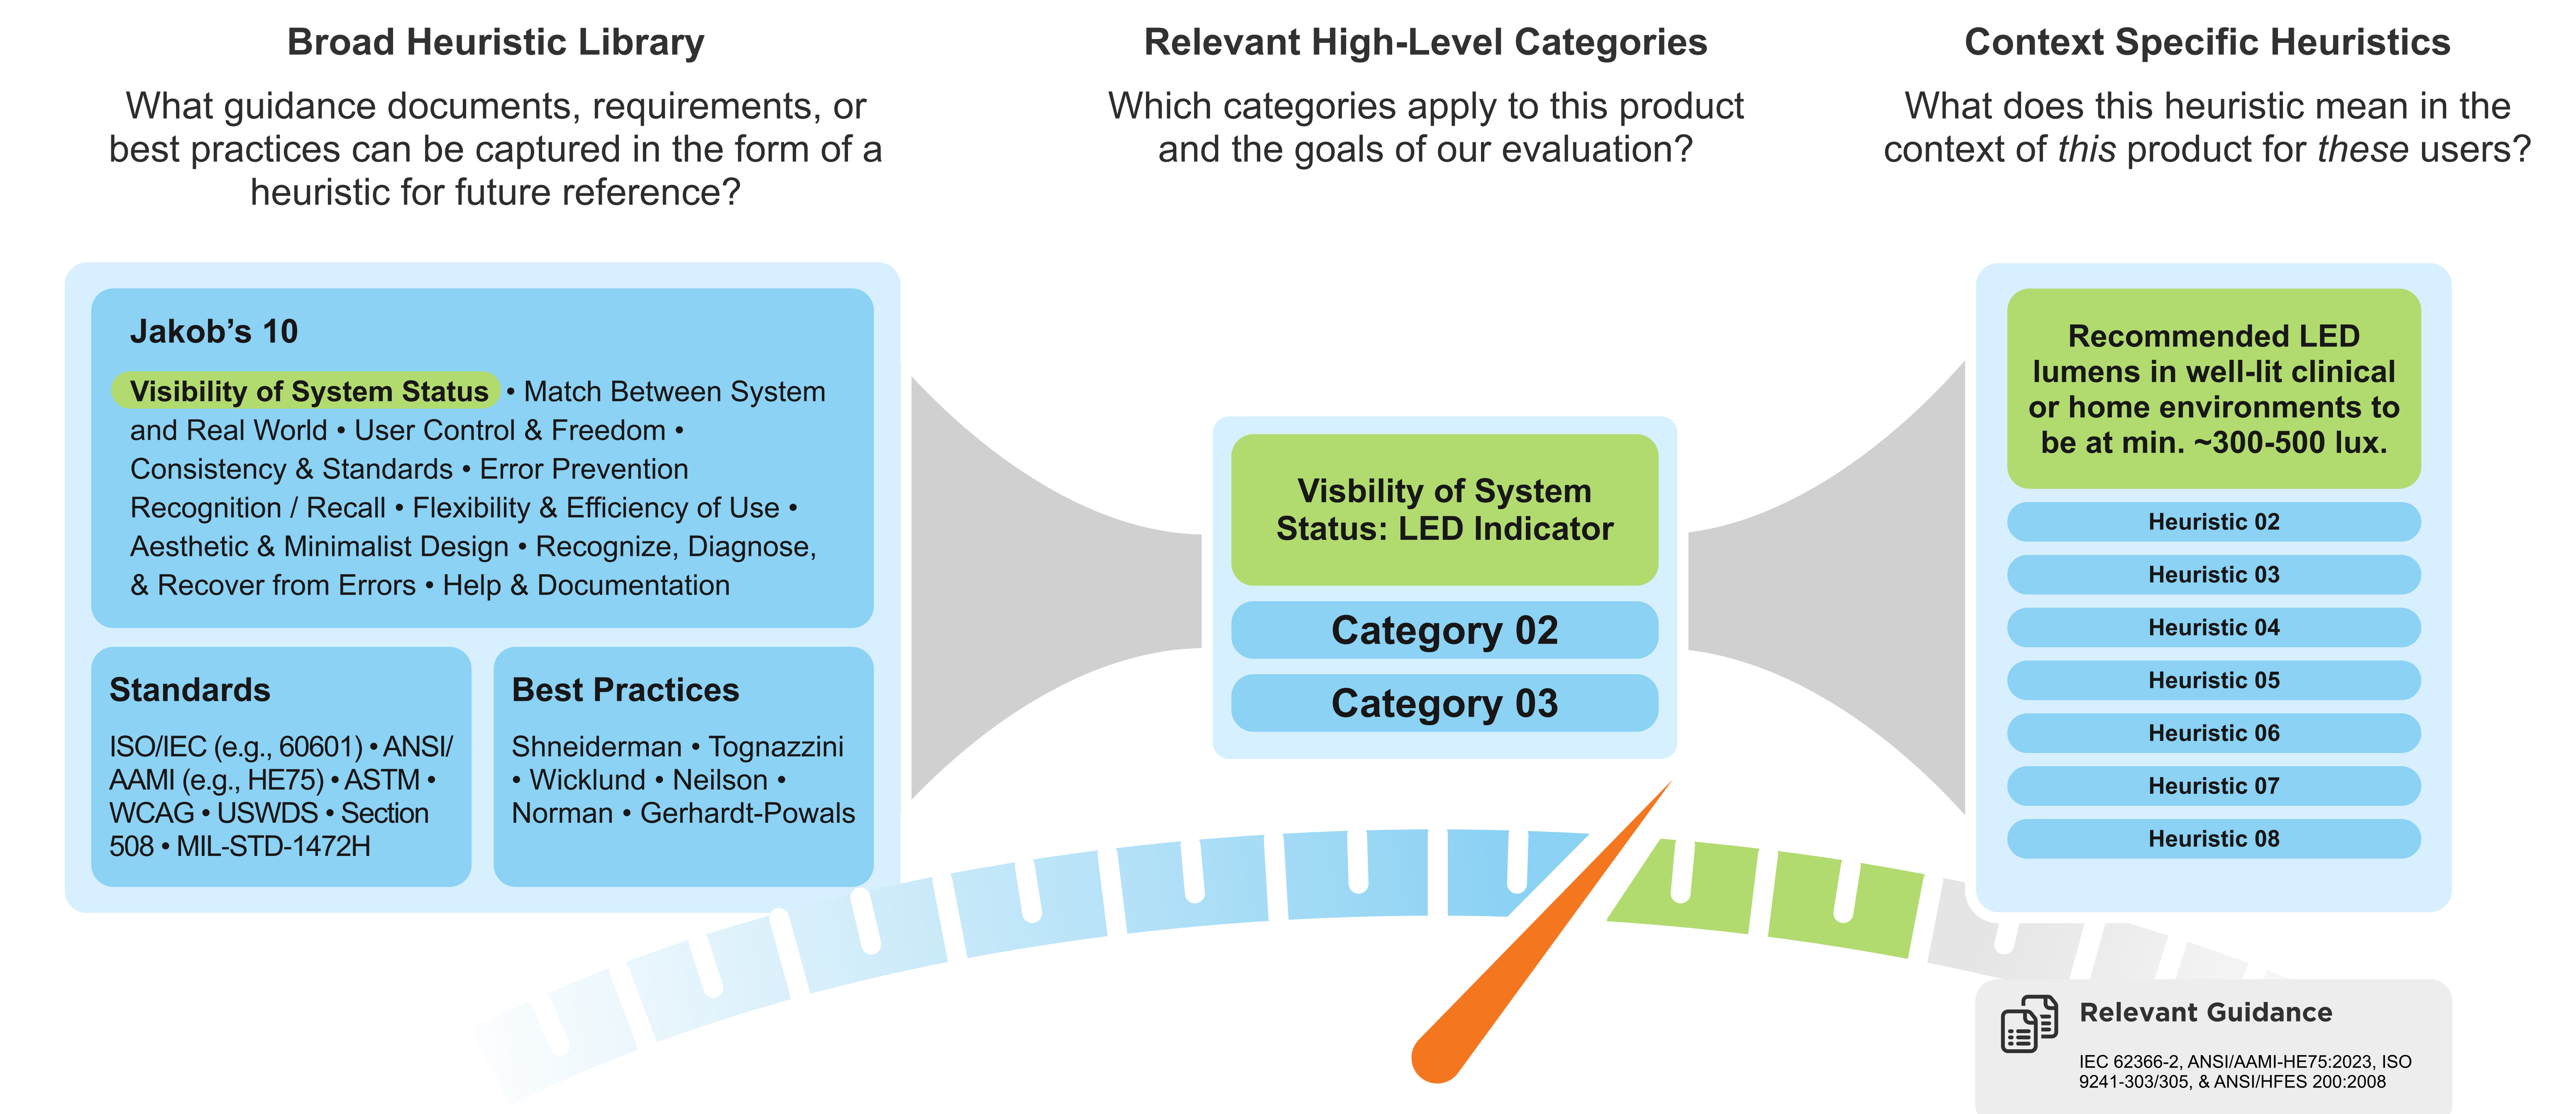 Broad Heuristic Library
What guidance documents, requirements, or
best practices can be captured in the form of a
heuristic for future reference?
Jakob’s 10
Visibility of System Status • Match Between System
and Real World • User Control & Freedom •
Consistency & Standards • Error Prevention
Recognition / Recall • Flexibility & Efficiency of Use •
Aesthetic & Minimalist Design • Recognize, Diagnose,
& Recover from Errors • Help & Documentation
Standards
ISO/IEC (e.g., 60601) • ANSI/
AAMI (e.g., HE75) • ASTM •
WCAG • USWDS • Section
508 • MIL-STD-1472H
Best Practices
Shneiderman • Tognazzini
• Wicklund • Neilson •
Norman • Gerhardt-Powals
Relevant High-Level Categories
Which categories apply to this product
and the goals of our evaluation?
Visbility of System
Status: LED Indicator
Category 02
Category 03
Context Specific Heuristics
What does this heuristic mean in the
context of this product for these users?
Recommended LED
lumens in well-lit clinical
or home environments to
be at min. ~300-500 lux.
Heuristic 02
Heuristic 03
Heuristic 04
Heuristic 05
Heuristic 06
Heuristic 07
Heuristic 08
Relevant Guidance
IEC 62366-2, ANSI/AAMI-HE75:2023, ISO
9241-303/305, & ANSI/HFES 200:2008